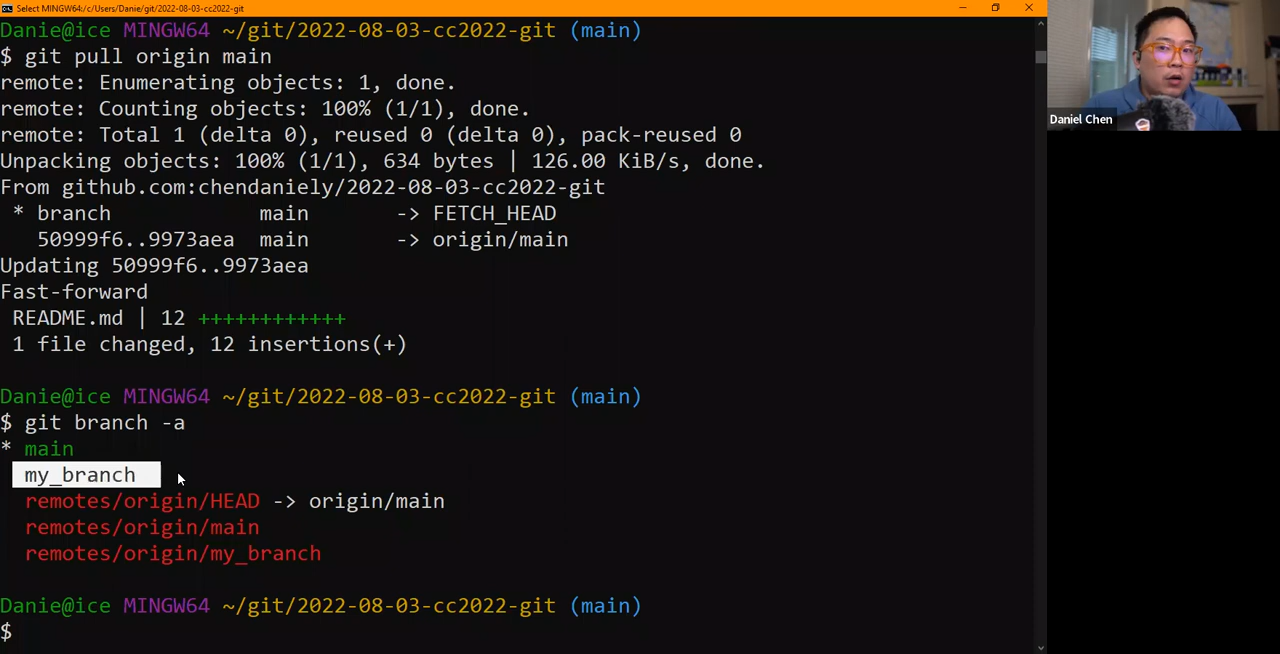 Select MINGW64:/c/Users/Danie/git/2022-08-03-cc2022-git
Danie@ice MINGW64 ~/git/2022-08-03-cc2022-git (main)
$ git pull origin main
remote: Enumerating objects: 1, done.
remote: Counting objects: 100% (1/1), done.
remote: Total 1 (delta 0), reused 0 (delta 0), pack-reused 0
Unpacking objects: 100% (1/1), 634 bytes | 126.00 KiB/s, done.
From github.com:chendaniely/2022-08-03-cc2022-git
 * branch            main       -> FETCH_HEAD
   50999f6..9973aea  main       -> origin/main
Updating 50999f6..9973aea
Fast-forward
 README.md | 12 ++++++++++++
 1 file changed, 12 insertions(+)
Danie@ice MINGW64 ~/git/2022-08-03-cc2022-git (main)
$ git branch -a
* main
  my_branch
  remotes/origin/HEAD -> origin/main
  remotes/origin/main
  remotes/origin/my_branch
Danie@ice MINGW64 ~/git/2022-08-03-cc2022-git (main)
$
Daniel Chen